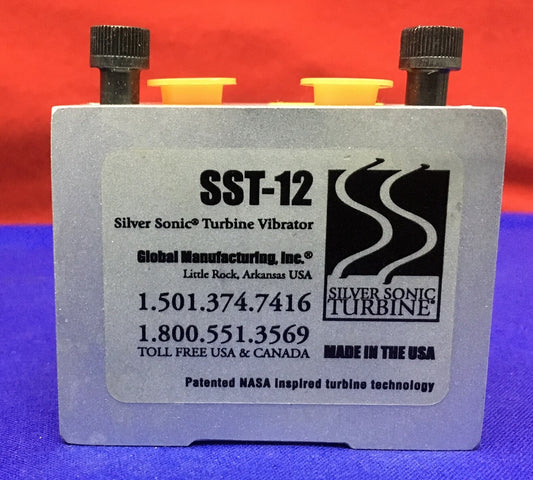 SST-12
Silver Sonic® Turbine Vibrator
Global Manufacturing, Inc.®
Little Rock, Arkansas USA
1.501.374.7416
1.800.551.3569
TOLL FREE USA & CANADA
SILVER SONIC
TURBINE™
MADE IN THE USA
Patented NASA inspired turbine technology